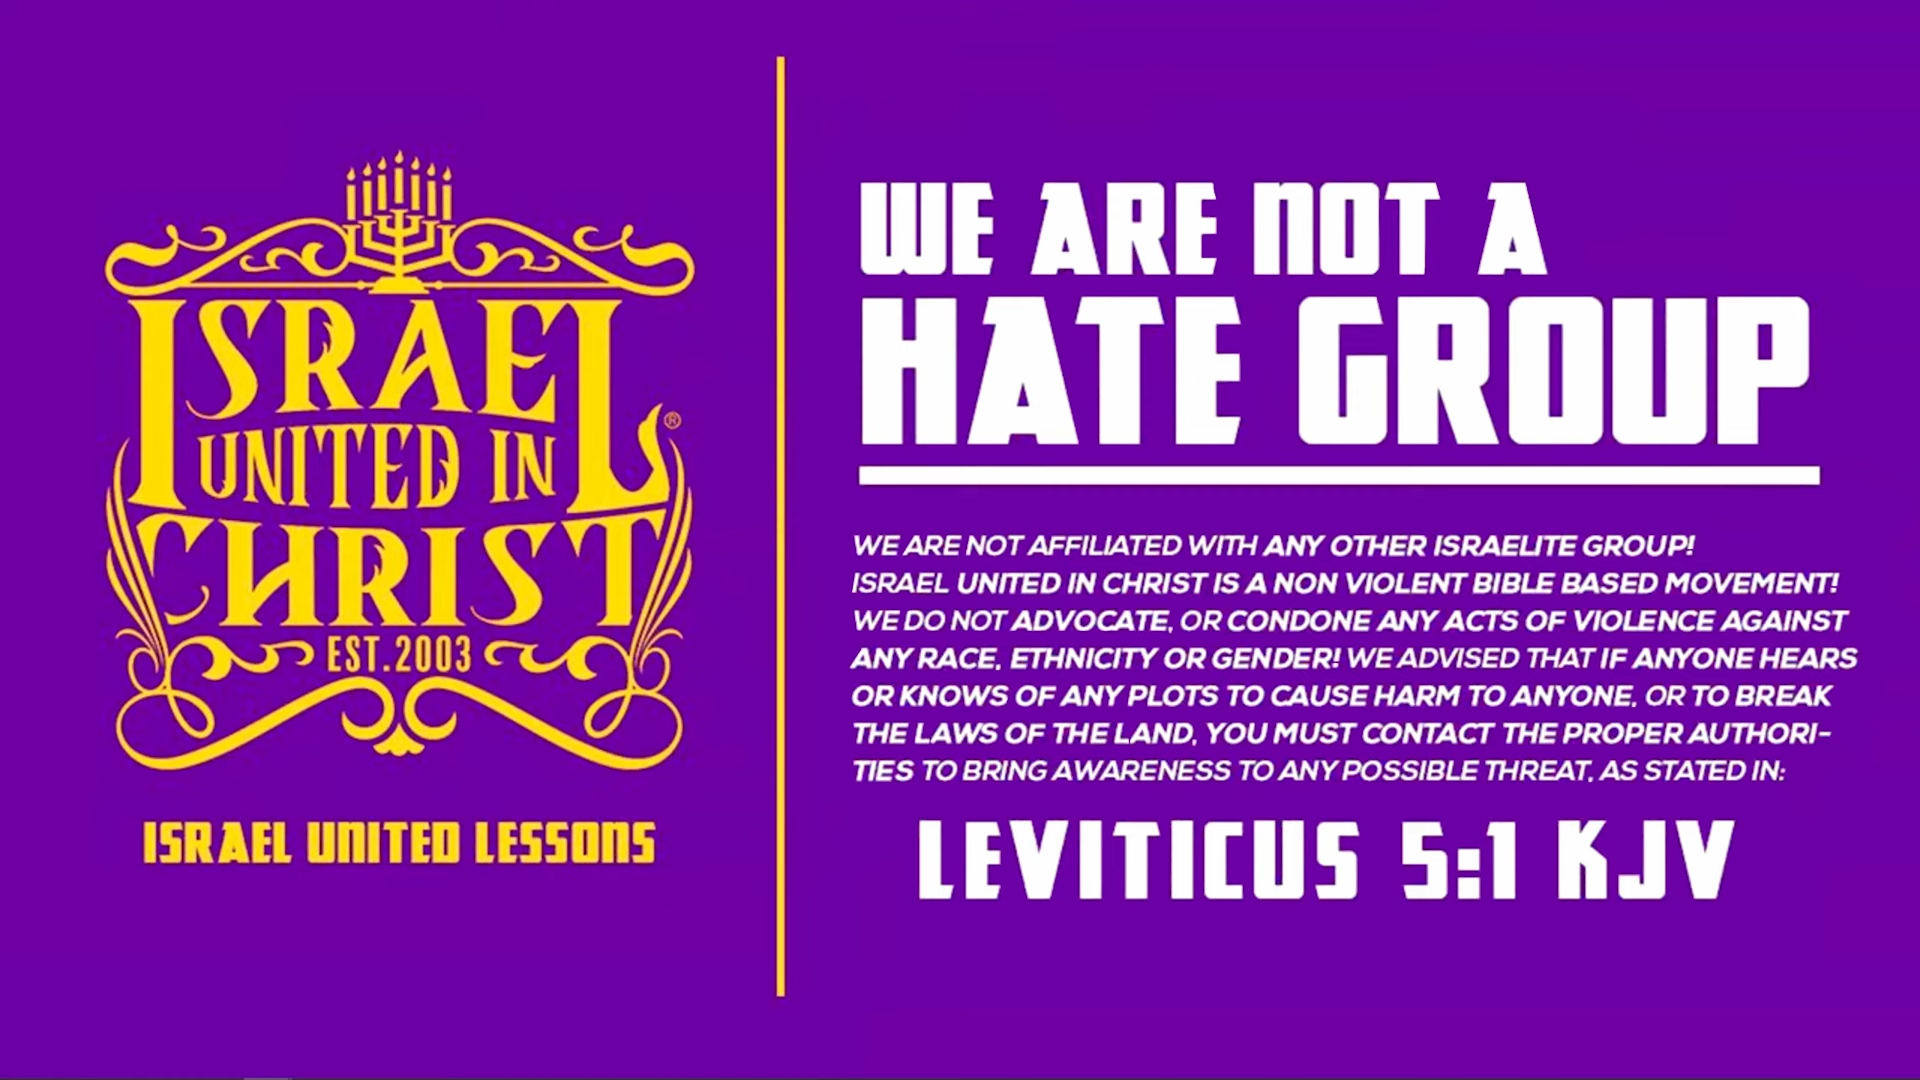 ISRAEL
UNITED IN
CHRIST
®
EST.2003
ISRAEL UNITED LESSONS
WE ARE NOT A
HATE GROUP
WE ARE NOT AFFILIATED WITH ANY OTHER ISRAELITE GROUP!
ISRAEL UNITED IN CHRIST IS A NON VIOLENT BIBLE BASED MOVEMENT!
WE DO NOT ADVOCATE, OR CONDONE ANY ACTS OF VIOLENCE AGAINST
ANY RACE, ETHNICITY OR GENDER! WE ADVISED THAT IF ANYONE HEARS
OR KNOWS OF ANY PLOTS TO CAUSE HARM TO ANYONE, OR TO BREAK
THE LAWS OF THE LAND, YOU MUST CONTACT THE PROPER AUTHORI-
TIES TO BRING AWARENESS TO ANY POSSIBLE THREAT, AS STATED IN:
LEVITICUS 5:1 KJV